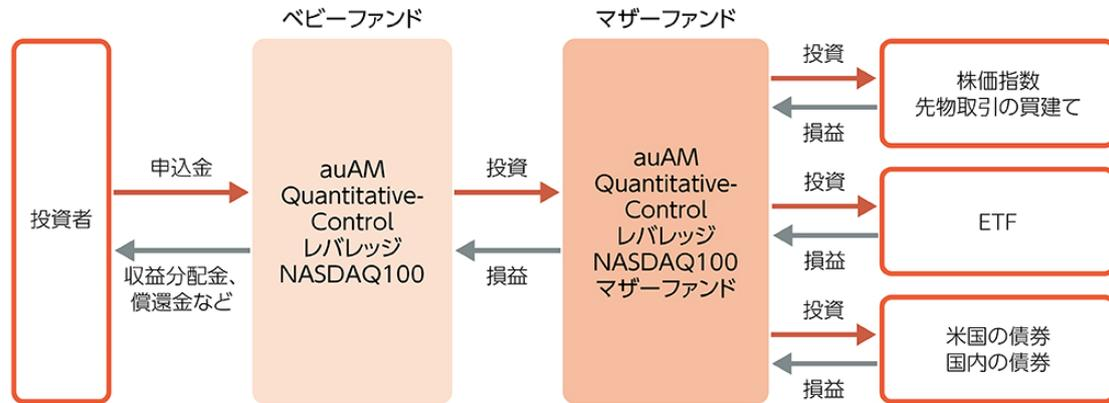 ベビーファンド
マザーファンド
投資者
申込金
収益分配金、
償還金など
auAM
Quantitative-
Control
レバレッジ
NASDAQ100
投資
損益
auAM
Quantitative-
Control
レバレッジ
NASDAQ100
マザーファンド
投資
損益
株価指数
先物取引の買建て
投資
損益
ETF
投資
損益
米国の債券
国内の債券